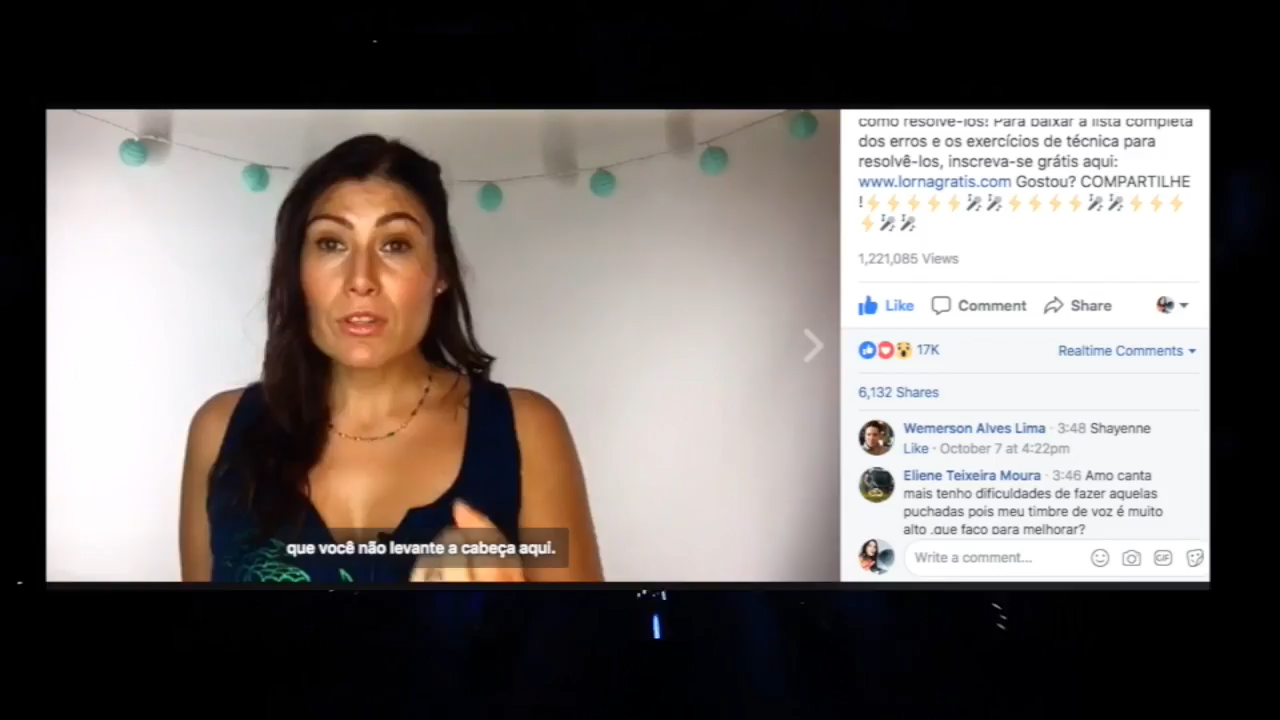 como resolvê-los! Para baixar a lista completa
dos erros e os exercícios de técnica para
resolvê-los, inscreva-se grátis aqui:
www.lornagratis.com Gostou? COMPARTILHE
!
1,221,085 Views
Like Comment Share
17K Realtime Comments
6,132 Shares
Wemerson Alves Lima · 3:48 Shayenne
Like · October 7 at 4:22pm
Eliene Teixeira Moura · 3:46 Amo canta
mais tenho dificuldades de fazer aquelas
puchadas pois meu timbre de voz é muito
alto .que faco para melhorar?
Write a comment...
GIF
que você não levante a cabeça aqui.